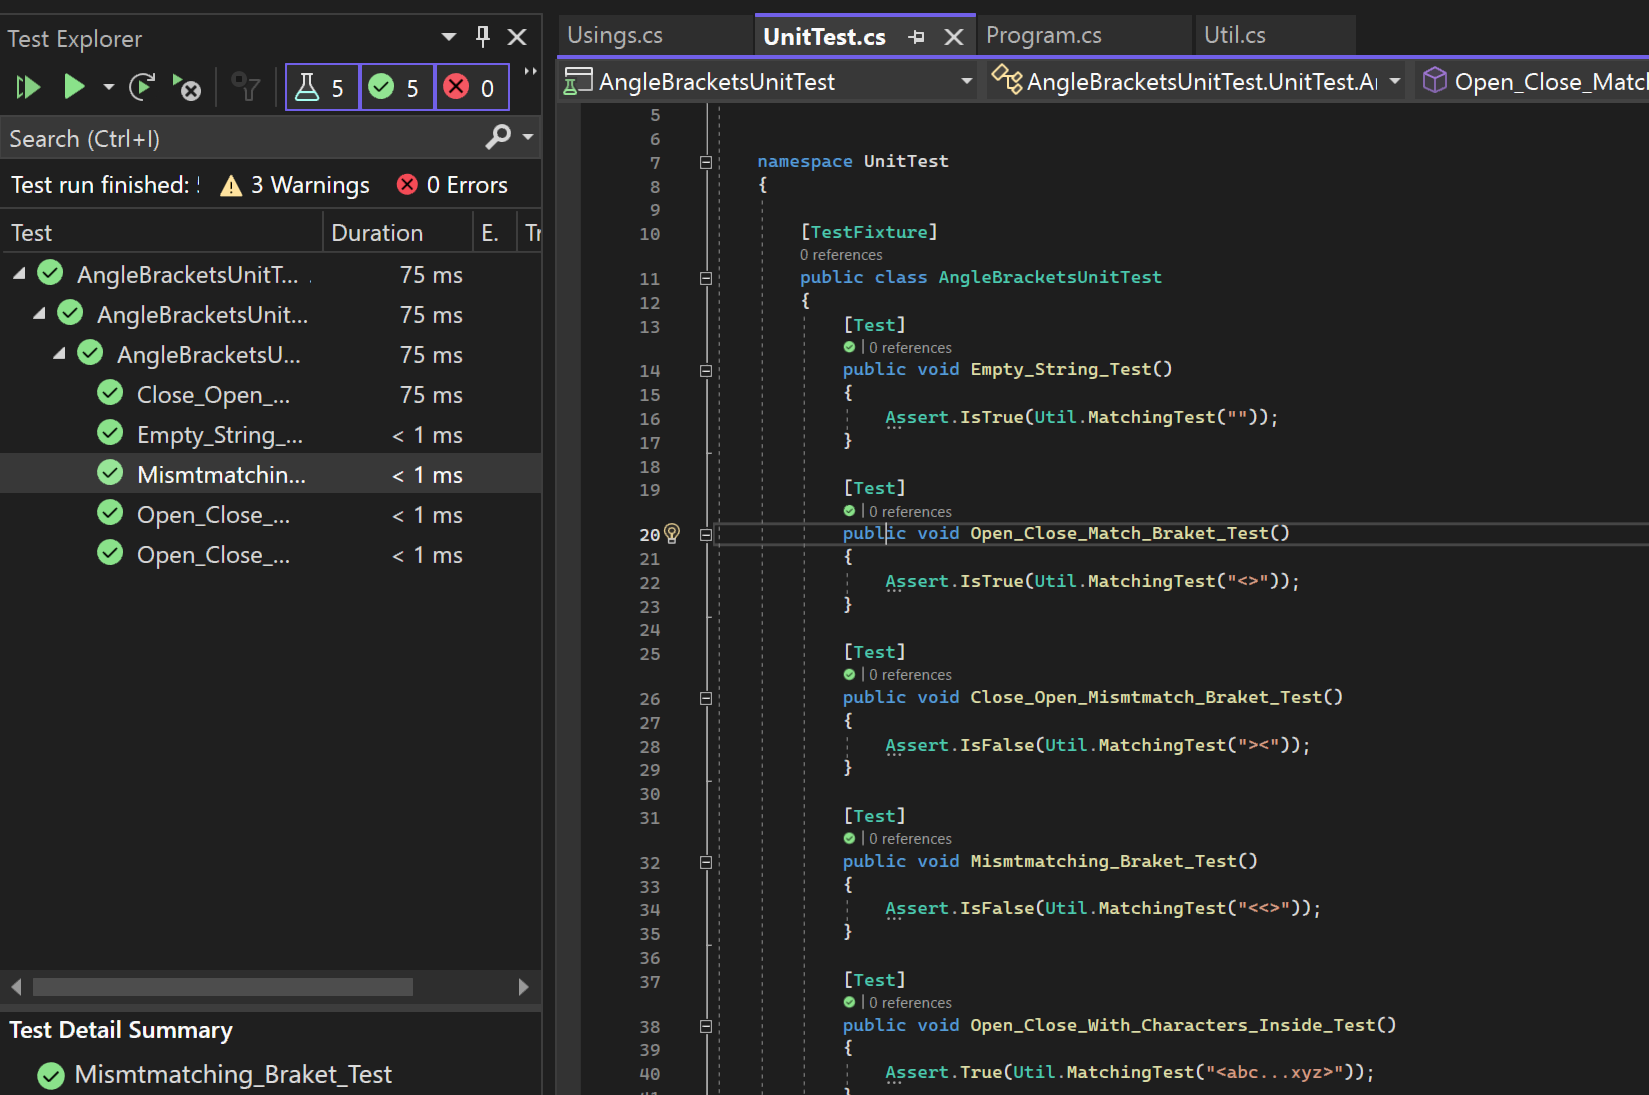 Test Explorer
5 5 0
Search (Ctrl+I)
Test run finished: 3 Warnings 0 Errors
Test Duration E. Tr
AngleBracketsUnitT... 75 ms
AngleBracketsUnit... 75 ms
AngleBracketsU... 75 ms
Close_Open_... 75 ms
Empty_String_... < 1 ms
Mismtmatchin... < 1 ms
Open_Close_... < 1 ms
Open_Close_... < 1 ms
Test Detail Summary
Mismtmatching_Braket_Test
Usings.cs UnitTest.cs Program.cs Util.cs
AngleBracketsUnitTest AngleBracketsUnitTest.UnitTest.A Open_Close_Matc
5
6
7 namespace UnitTest
8 {
9
10 [TestFixture]
0 references
11 public class AngleBracketsUnitTest
12 {
13 [Test]
| 0 references
14 public void Empty_String_Test()
15 {
16 Assert.IsTrue(Util.MatchingTest(""));
17 }
18
19 [Test]
| 0 references
20 public void Open_Close_Match_Braket_Test()
21 {
22 Assert.IsTrue(Util.MatchingTest("<>"));
23 }
24
25 [Test]
| 0 references
26 public void Close_Open_Mismtmatch_Braket_Test()
27 {
28 Assert.IsFalse(Util.MatchingTest("><"));
29 }
30
31 [Test]
| 0 references
32 public void Mismtmatching_Braket_Test()
33 {
34 Assert.IsFalse(Util.MatchingTest("<<>"));
35 }
36
37 [Test]
| 0 references
38 public void Open_Close_With_Characters_Inside_Test()
39 {
40 Assert.True(Util.MatchingTest("<abc...xyz>"));